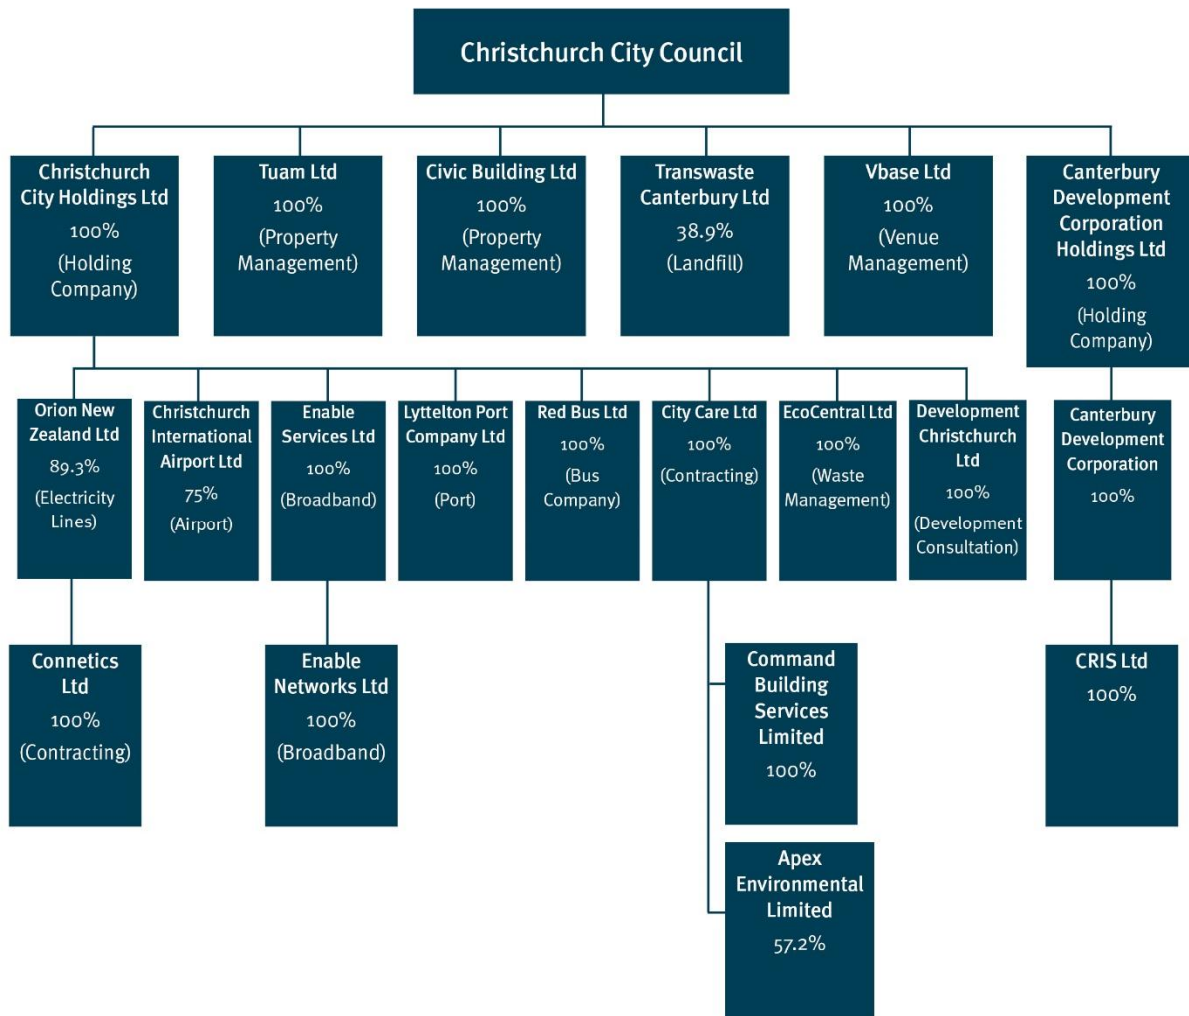 Christchurch City Council
Christchurch
City Holdings Ltd
100%
(Holding
Company)
Tuam Ltd
100%
(Property
Management)
Civic Building Ltd
100%
(Property
Management)
Transwaste
Canterbury Ltd
38.9%
(Landfill)
Vbase Ltd
100%
(Venue
Management)
Canterbury
Development
Corporation
Holdings Ltd
100%
(Holding
Company)
Orion New
Zealand Ltd
89.3%
(Electricity
Lines)
Christchurch
International
Airport Ltd
75%
(Airport)
Enable
Services Ltd
100%
(Broadband)
Lyttelton Port
Company Ltd
100%
(Port)
Red Bus Ltd
100%
(Bus
Company)
City Care Ltd
100%
(Contracting)
EcoCentral Ltd
100%
(Waste
Management)
Development
Christchurch
Ltd
100%
(Development
Consultation)
Canterbury
Development
Corporation
100%
Connetics
Ltd
100%
(Contracting)
Enable
Networks Ltd
100%
(Broadband)
Command
Building
Services
Limited
100%
CRIS Ltd
100%
Apex
Environmental
Limited
57.2%